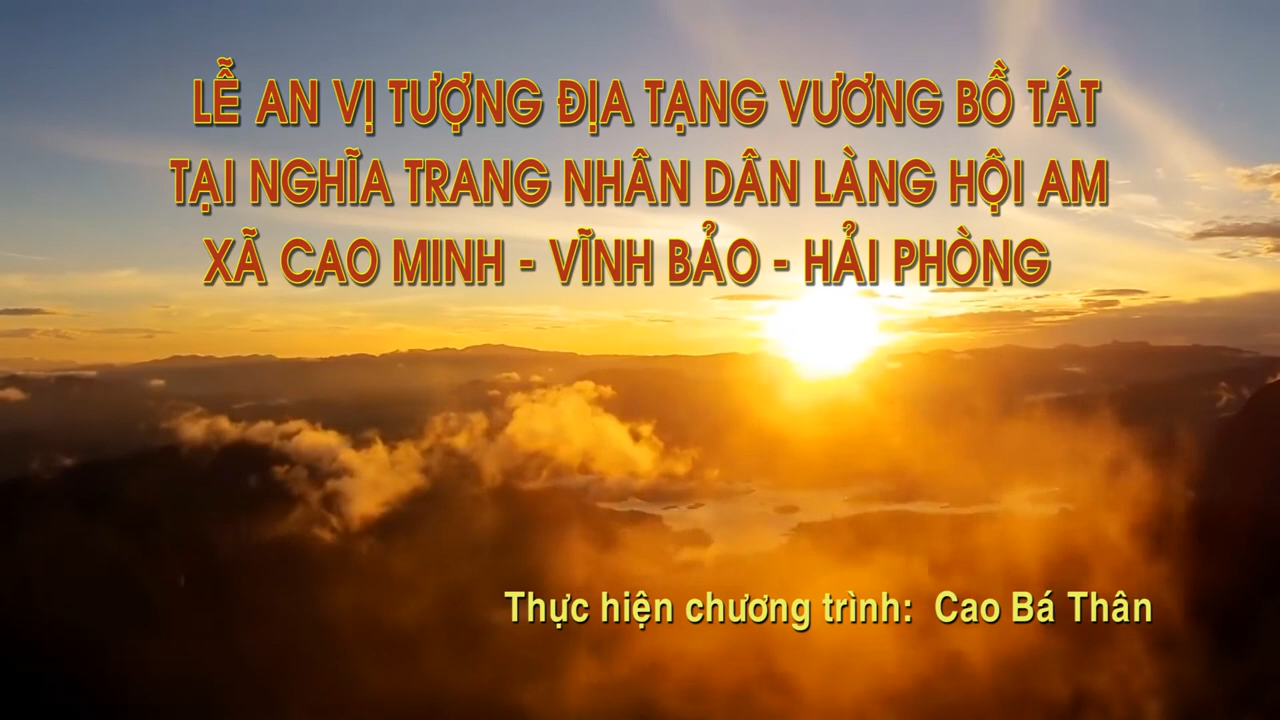 LỄ AN VỊ TƯỢNG ĐỊA TẠNG VƯƠNG BỒ TÁT
TẠI NGHĨA TRANG NHÂN DÂN LÀNG HỘI AM
XÃ CAO MINH - VĨNH BẢO - HẢI PHÒNG
Thực hiện chương trình: Cao Bá Thân